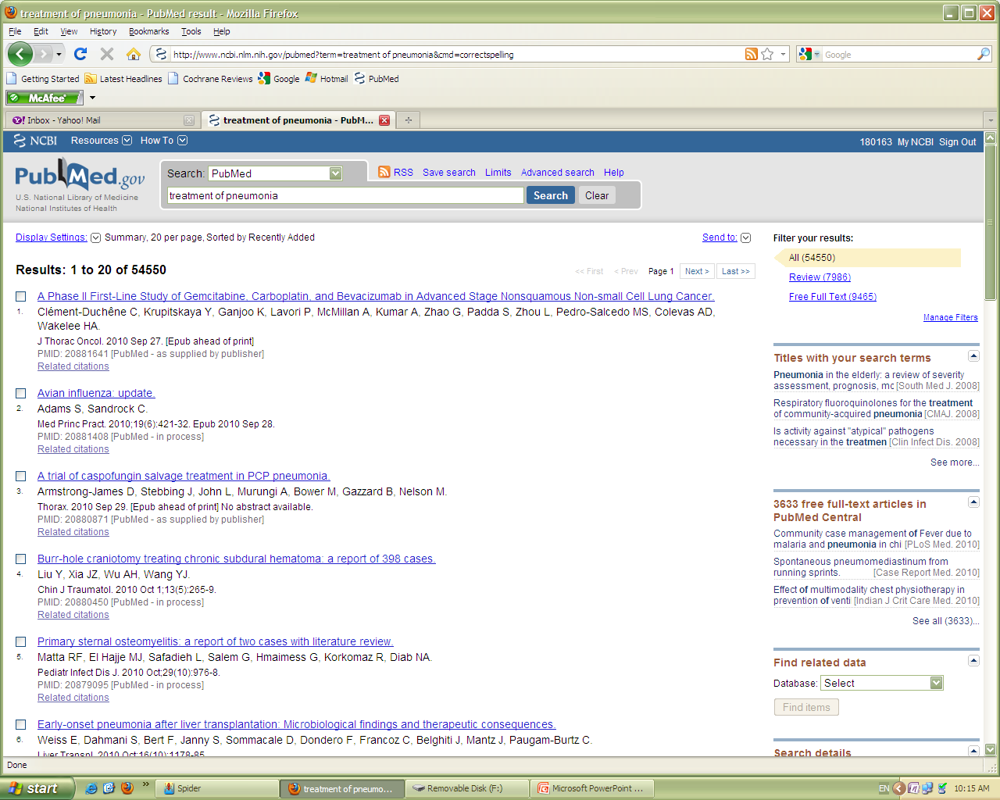 treatment of pneumonia - PubMed result - Mozilla Firefox
File Edit View History Bookmarks Tools Help
http://www.ncbi.nlm.nih.gov/pubmed?term=treatment of pneumonia&cmd=correctspelling
Google
Getting Started Latest Headlines Cochrane Reviews Google Hotmail PubMed
McAfee
Inbox - Yahoo! Mail treatment of pneumonia - PubM...
NCBI Resources How To 180163 My NCBI Sign Out
PubMed.gov
U.S. National Library of Medicine
National Institutes of Health
Search: PubMed
RSS Save search Limits Advanced search Help
treatment of pneumonia Search Clear
Display Settings: Summary, 20 per page, Sorted by Recently Added Send to:
Results: 1 to 20 of 54550
<< First < Prev Page 1 Next > Last >>
A Phase II First-Line Study of Gemcitabine, Carboplatin, and Bevacizumab in Advanced Stage Nonsquamous Non-small Cell Lung Cancer.
1. Clément-Duchêne C, Krupitskaya Y, Ganjoo K, Lavori P, McMillan A, Kumar A, Zhao G, Padda S, Zhou L, Pedro-Salcedo MS, Colevas AD,
Wakelee HA.
J Thorac Oncol. 2010 Sep 27. [Epub ahead of print]
PMID: 20881641 [PubMed - as supplied by publisher]
Related citations
Avian influenza: update.
2. Adams S, Sandrock C.
Med Princ Pract. 2010;19(6):421-32. Epub 2010 Sep 28.
PMID: 20881408 [PubMed - in process]
Related citations
A trial of caspofungin salvage treatment in PCP pneumonia.
3. Armstrong-James D, Stebbing J, John L, Murungi A, Bower M, Gazzard B, Nelson M.
Thorax. 2010 Sep 29. [Epub ahead of print] No abstract available.
PMID: 20880871 [PubMed - as supplied by publisher]
Related citations
Burr-hole craniotomy treating chronic subdural hematoma: a report of 398 cases.
4. Liu Y, Xia JZ, Wu AH, Wang YJ.
Chin J Traumatol. 2010 Oct 1;13(5):265-9.
PMID: 20880450 [PubMed - in process]
Related citations
Primary sternal osteomyelitis: a report of two cases with literature review.
5. Matta RF, El Hajje MJ, Safadieh L, Salem G, Hmaimess G, Korkomaz R, Diab NA.
Pediatr Infect Dis J. 2010 Oct;29(10):976-8.
PMID: 20879095 [PubMed - in process]
Related citations
Early-onset pneumonia after liver transplantation: Microbiological findings and therapeutic consequences.
6. Weiss E, Dahmani S, Bert F, Janny S, Sommacale D, Dondero F, Francoz C, Belghiti J, Mantz J, Paugam-Burtz C.
Liver Transpl. 2010 Oct;16(10):1178-85.
Filter your results:
All (54550)
Review (7986)
Free Full Text (9465)
Manage Filters
Titles with your search terms
Pneumonia in the elderly: a review of severity
assessment, prognosis, mc [South Med J. 2008]
Respiratory fluoroquinolones for the treatment
of community-acquired pneumonia [CMAJ. 2008]
Is activity against "atypical" pathogens
necessary in the treatmen [Clin Infect Dis. 2008]
See more...
3633 free full-text articles in
PubMed Central
Community case management of Fever due to
malaria and pneumonia in chi [PLoS Med. 2010]
Spontaneous pneumomediastinum from
running sprints. [Case Report Med. 2010]
Effect of multimodality chest physiotherapy in
prevention of venti [Indian J Crit Care Med. 2010]
See all (3633)...
Find related data
Database: Select
Find items
Search details
Done
start Spider treatment of pneumo... Removable Disk (F:) Microsoft PowerPoint ... EN 10:15 AM